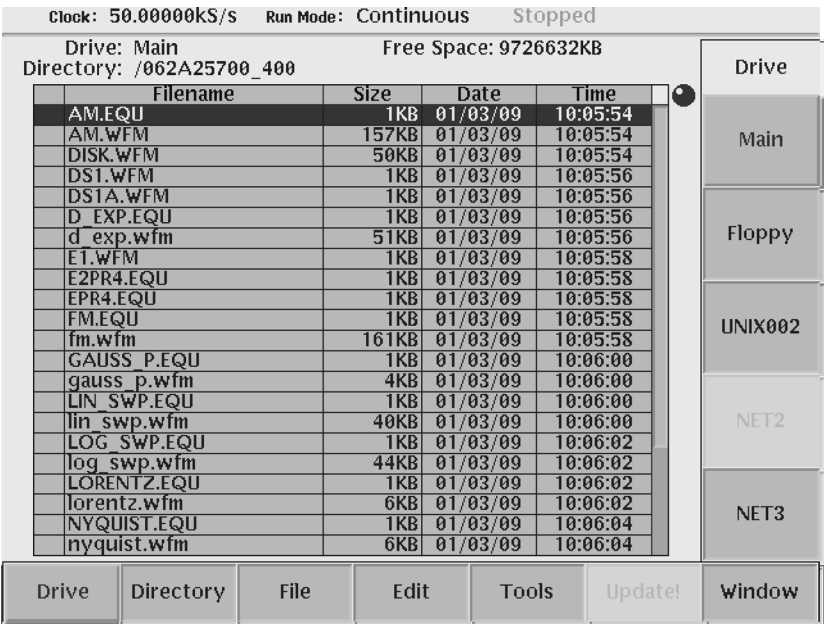 Clock: 50.00000kS/s Run Mode: Continuous Stopped
Drive: Main Free Space: 9726632KB
Directory: /062A25700_400
Drive
Filename Size Date Time
AM.EQU 1KB 01/03/09 10:05:54
AM.WFM 157KB 01/03/09 10:05:54
Main
DISK.WFM 50KB 01/03/09 10:05:54
DS1.WFM 1KB 01/03/09 10:05:56
DS1A.WFM 1KB 01/03/09 10:05:56
D_EXP.EQU 1KB 01/03/09 10:05:56
Floppy
d_exp.wfm 51KB 01/03/09 10:05:56
E1.WFM 1KB 01/03/09 10:05:58
E2PR4.EQU 1KB 01/03/09 10:05:58
EPR4.EQU 1KB 01/03/09 10:05:58
FM.EQU 1KB 01/03/09 10:05:58
UNIX002
fm.wfm 161KB 01/03/09 10:05:58
GAUSS_P.EQU 1KB 01/03/09 10:06:00
gauss_p.wfm 4KB 01/03/09 10:06:00
LIN_SWP.EQU 1KB 01/03/09 10:06:00
lin_swp.wfm 40KB 01/03/09 10:06:00
NET2
LOG_SWP.EQU 1KB 01/03/09 10:06:02
log_swp.wfm 44KB 01/03/09 10:06:02
LORENTZ.EQU 1KB 01/03/09 10:06:02
lorentz.wfm 6KB 01/03/09 10:06:02
NET3
NYQUIST.EQU 1KB 01/03/09 10:06:04
nyquist.wfm 6KB 01/03/09 10:06:04
Drive Directory File Edit Tools Update! Window